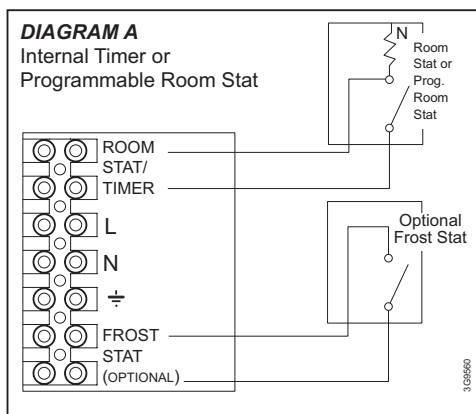 DIAGRAM A
Internal Timer or
Programmable Room Stat
N
Room
Stat or
Prog.
Room
Stat
ROOM
STAT/
TIMER
L
N
FROST
STAT
(OPTIONAL)
Optional
Frost Stat
3G9560